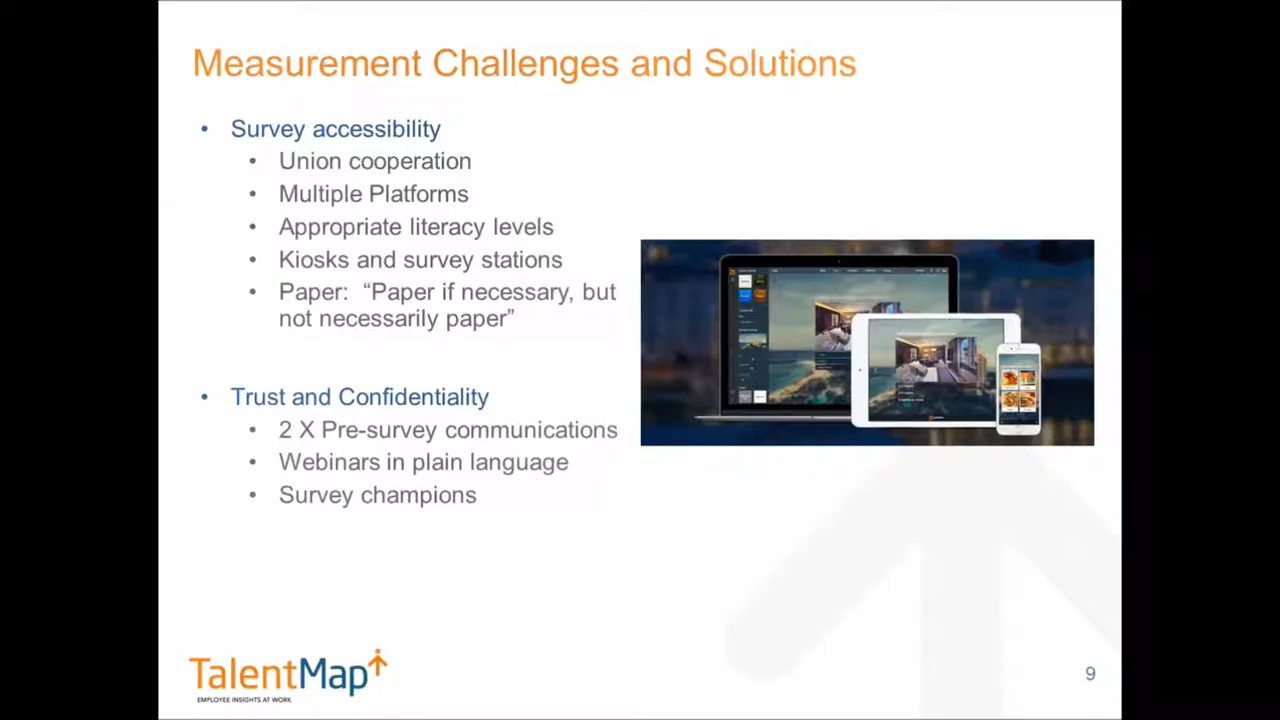 Measurement Challenges and Solutions
• Survey accessibility
• Union cooperation
• Multiple Platforms
• Appropriate literacy levels
• Kiosks and survey stations
• Paper: “Paper if necessary, but
not necessarily paper”
• Trust and Confidentiality
• 2 X Pre-survey communications
• Webinars in plain language
• Survey champions
TalentMap
EMPLOYEE INSIGHTS AT WORK
9